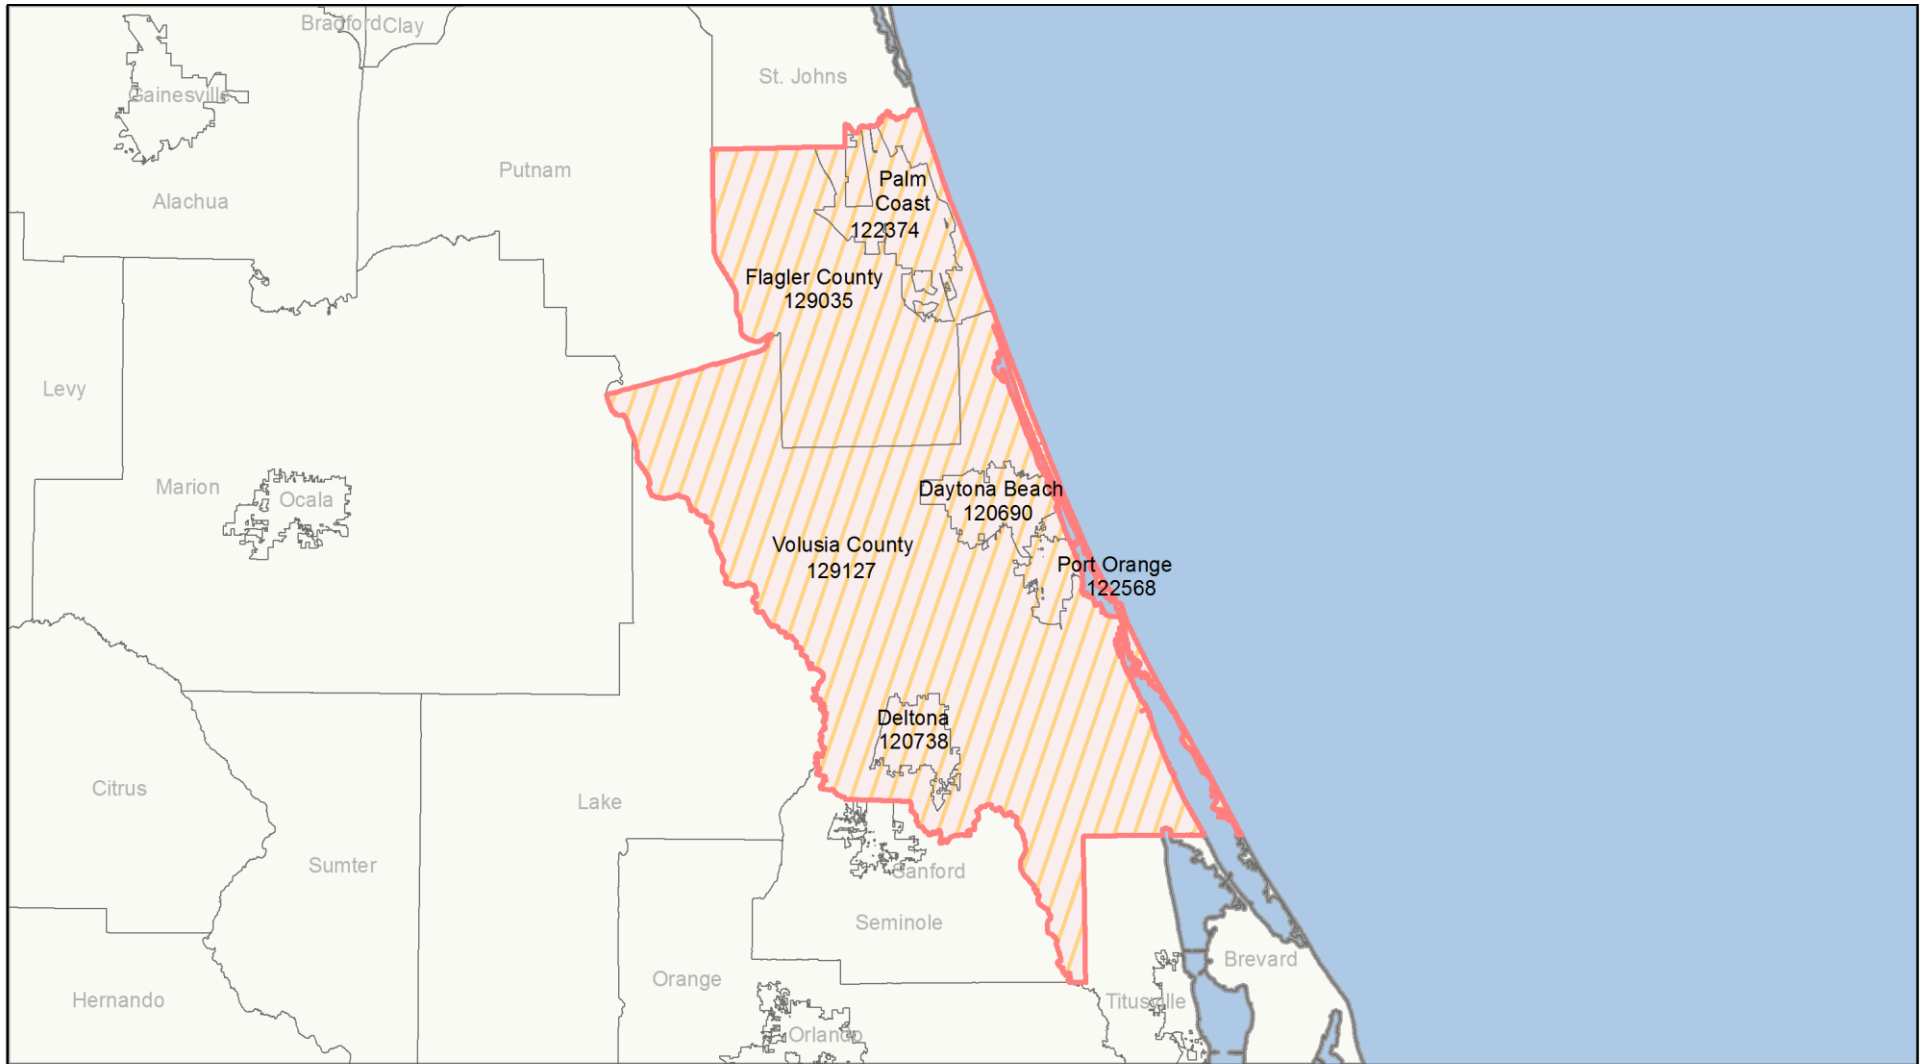 Bradford
Clay
St. Johns
Gainesville
Putnam
Alachua
Palm
Coast
122374
Flagler County
129035
Levy
Marion
Ocala
Daytona Beach
120690
Volusia County
129127
Port Orange
122568
Deltona
120738
Citrus
Lake
Sumter
Sanford
Seminole
Brevard
Orange
Hernando
Titusville
Orlando